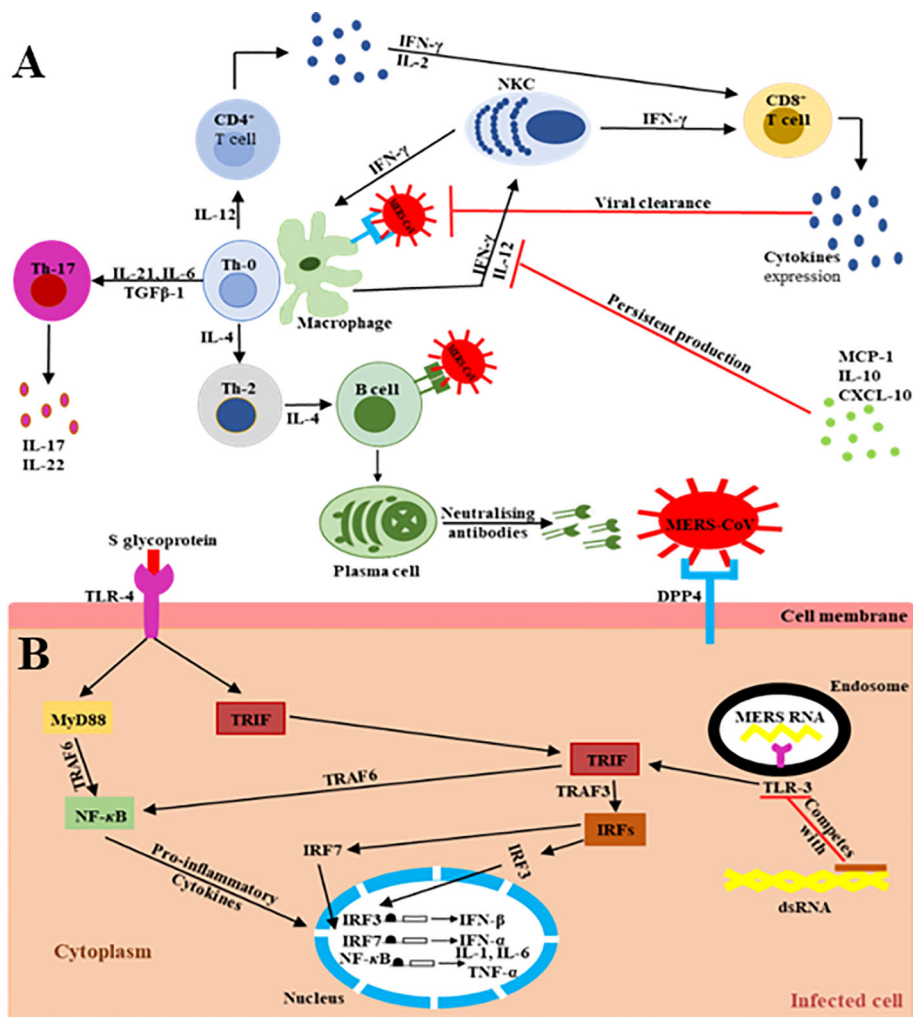 A
IFN-γ
IL-2
NKC
CD4⁺
T cell
CD8⁺
T cell
IFN-γ
IFN-γ
MERS-CoV
Viral clearance
IL-12
IFN-γ
IL-12
Cytokines
expression
Th-17
IL-21, IL-6
TGFβ-1
Th-0
Macrophage
Persistent production
IL-4
MCP-1
IL-10
CXCL-10
Th-2
IL-4
B cell
MERS-CoV
IL-17
IL-22
Neutralising
antibodies
MERS-CoV
S glycoprotein
Plasma cell
TLR-4
DPP4
Cell membrane
B
Endosome
MyD88
TRIF
MERS RNA
TRAF6
TRIF
TRAF6
TRAF3
TLR-3
NF-κB
IRFs
Competes
with
IRF7
IRF3
Pro-inflammatory
Cytokines
dsRNA
IRF3 IFN-β
IRF7 IFN-α
NF-κB IL-1, IL-6
TNF-α
Cytoplasm
Nucleus
Infected cell